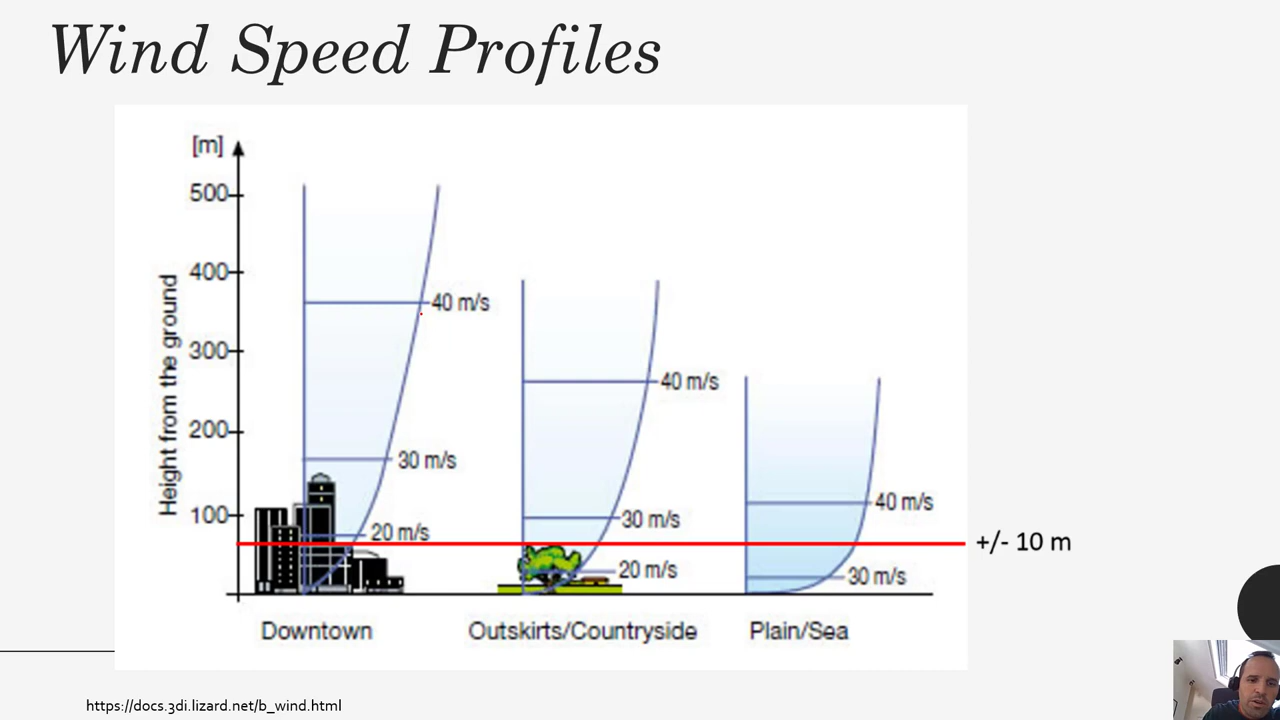 Wind Speed Profiles
[m]
500
400
300
200
100
Height from the ground
40 m/s
30 m/s
20 m/s
40 m/s
30 m/s
20 m/s
40 m/s
30 m/s
+/- 10 m
Downtown
Outskirts/Countryside
Plain/Sea
https://docs.3di.lizard.net/b_wind.html